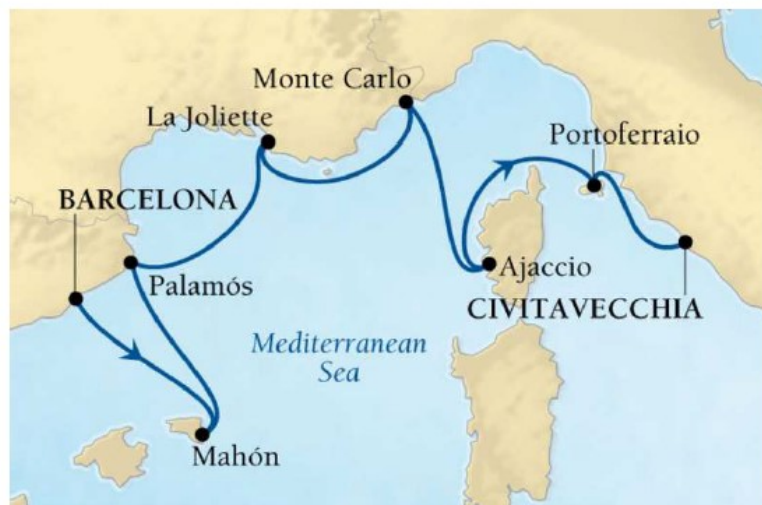 Monte Carlo
La Joliette
Portoferraio
BARCELONA
Palamós
Ajaccio
CIVITAVECCHIA
Mediterranean
Sea
Mahón